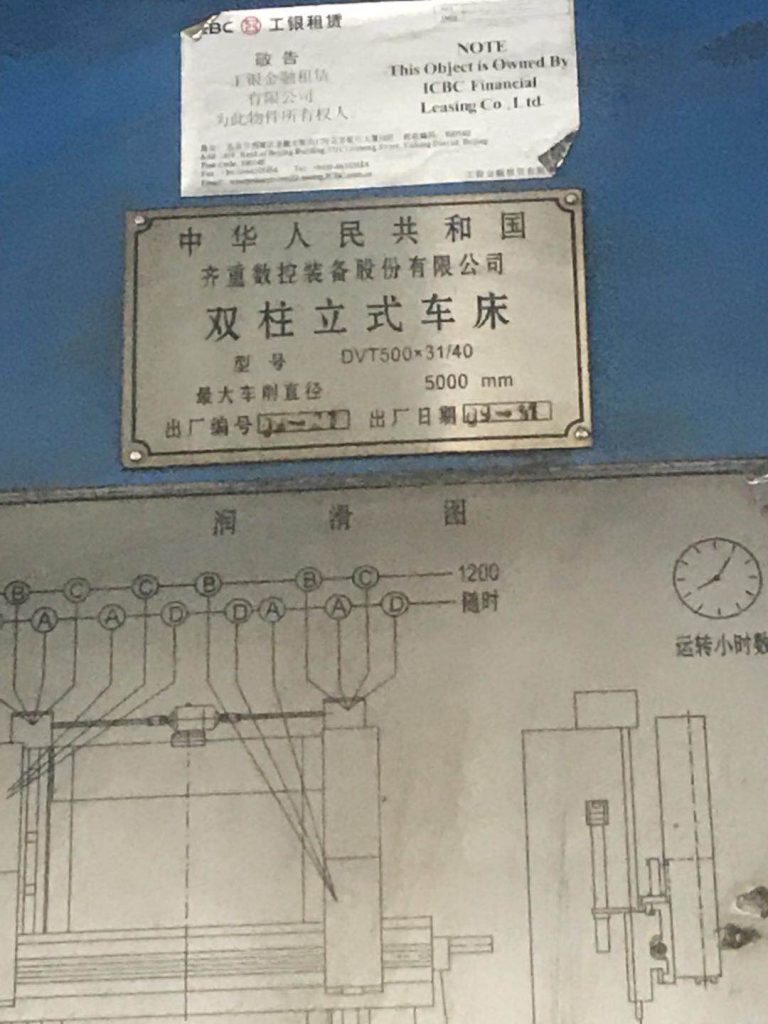 ICBC 工银租赁
敬告
工银金融租赁
有限公司
为此物件所有权人
NOTE
This Object is Owned By
ICBC Financial
Leasing Co., Ltd.
中华人民共和国
齐重数控装备股份有限公司
双柱立式车床
型号 DVT500×31/40
最大车削直径 5000 mm
出厂编号 出厂日期
润滑图
B C C B B C 1200
A A D D A A D 随时
运转小时数